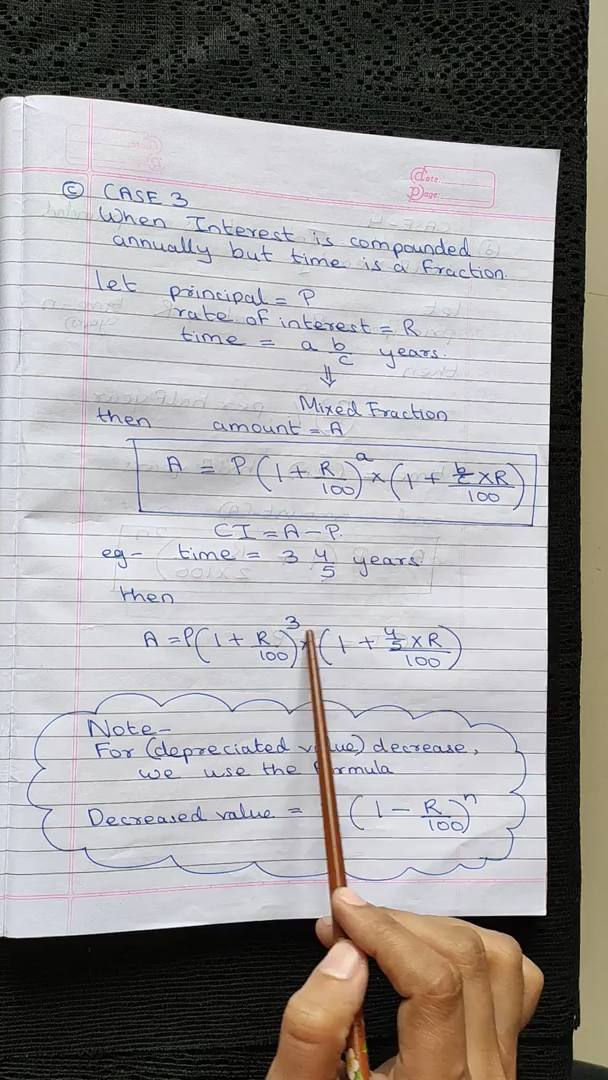 Date:
Page:
(c) CASE 3
When Interest is compounded
annually but time is a fraction.
let principal = P
rate of interest = R
time = a b/c years.
⇓
Mixed Fraction
then amount = A
A = P(1 + R/100)^a × (1 + (b/c × R)/100)
CI = A – P.
eg- time = 3 4/5 years
then
A = P(1 + R/100)^3 × (1 + (4/5 × R)/100)
Note-
For (depreciated value) decrease,
we use the formula
Decreased value = (1 – R/100)^n